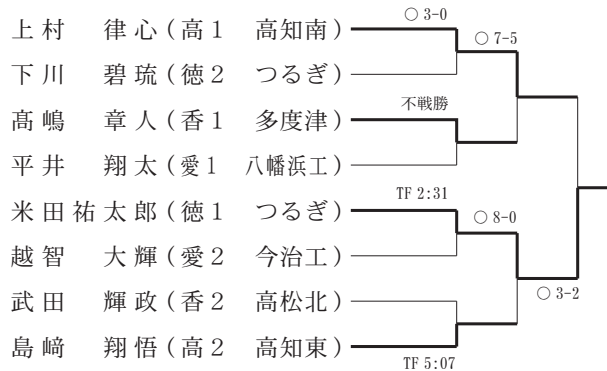 ○ 3-0
上村 律心(高1 高知南)
○ 7-5
下川 碧琉(徳2 つるぎ)
不戦勝
髙嶋 章人(香1 多度津)
平井 翔太(愛1 八幡浜工)
TF 2:31
米田祐太郎(徳1 つるぎ)
○ 8-0
越智 大輝(愛2 今治工)
○ 3-2
武田 輝政(香2 高松北)
島﨑 翔悟(高2 高知東)
TF 5:07